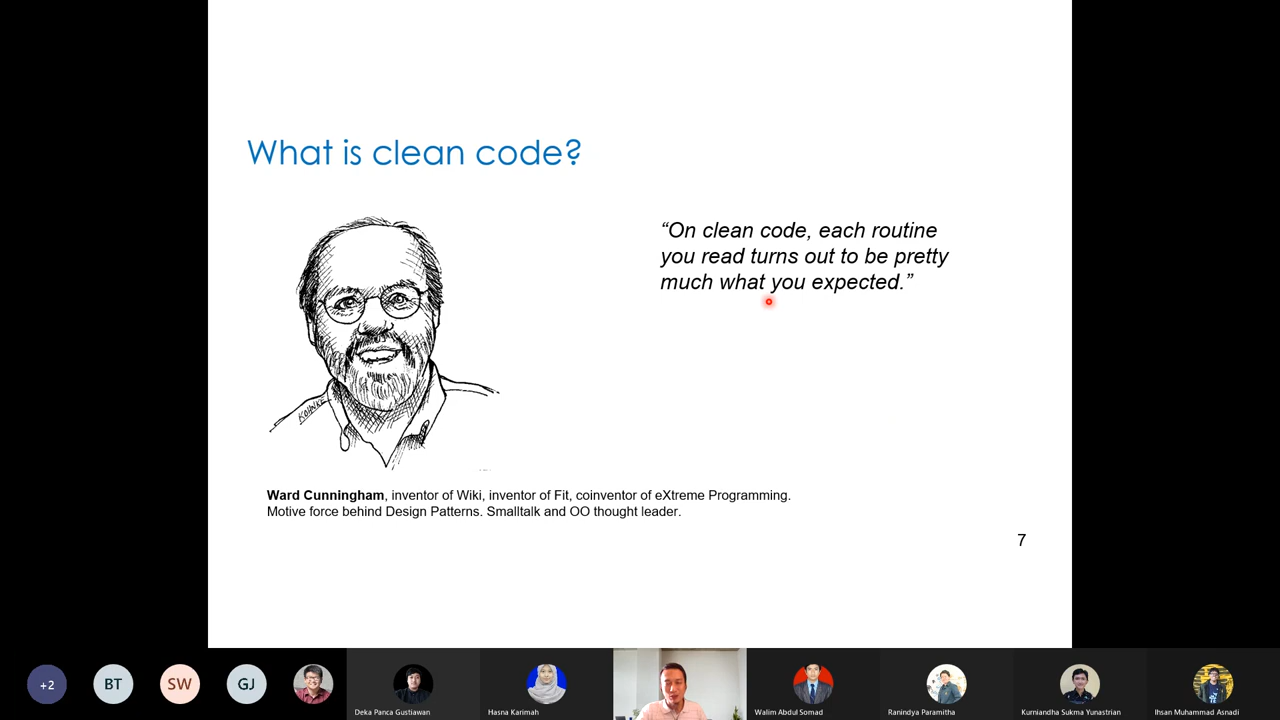 What is clean code?
“On clean code, each routine
you read turns out to be pretty
much what you expected.”
KOHNKE
Ward Cunningham, inventor of Wiki, inventor of Fit, coinventor of eXtreme Programming.
Motive force behind Design Patterns. Smalltalk and OO thought leader.
7
+2
BT
SW
GJ
Deka Panca Gustiawan
Hasna Karimah
Walim Abdul Somad
Ranindya Paramitha
Kurniandha Sukma Yunastrian
Ihsan Muhammad Asnadi